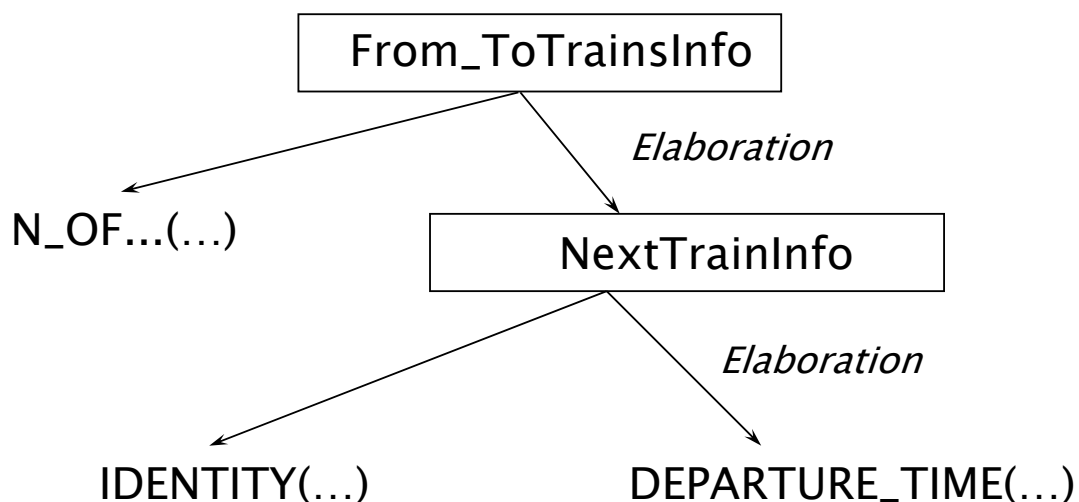 From_ToTrainsInfo
Elaboration
N_OF...(…)
NextTrainInfo
Elaboration
IDENTITY(…)
DEPARTURE_TIME(…)